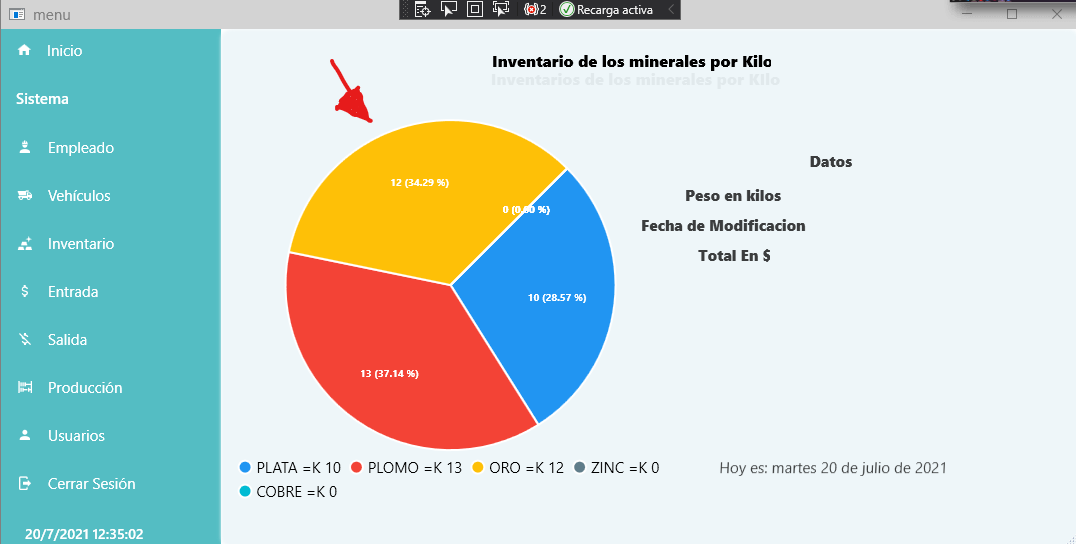 menu
2
Recarga activa
Inicio
Sistema
Empleado
Vehículos
Inventario
Entrada
Salida
Producción
Usuarios
Cerrar Sesión
20/7/2021 12:35:02
Inventario de los minerales por Kilo
Inventarios de los minerales por KIlo
12 (34.29 %)
0 (0.00 %)
10 (28.57 %)
13 (37.14 %)
Datos
Peso en kilos
Fecha de Modificacion
Total En $
PLATA =K 10 PLOMO =K 13 ORO =K 12 ZINC =K 0
COBRE =K 0
Hoy es: martes 20 de julio de 2021